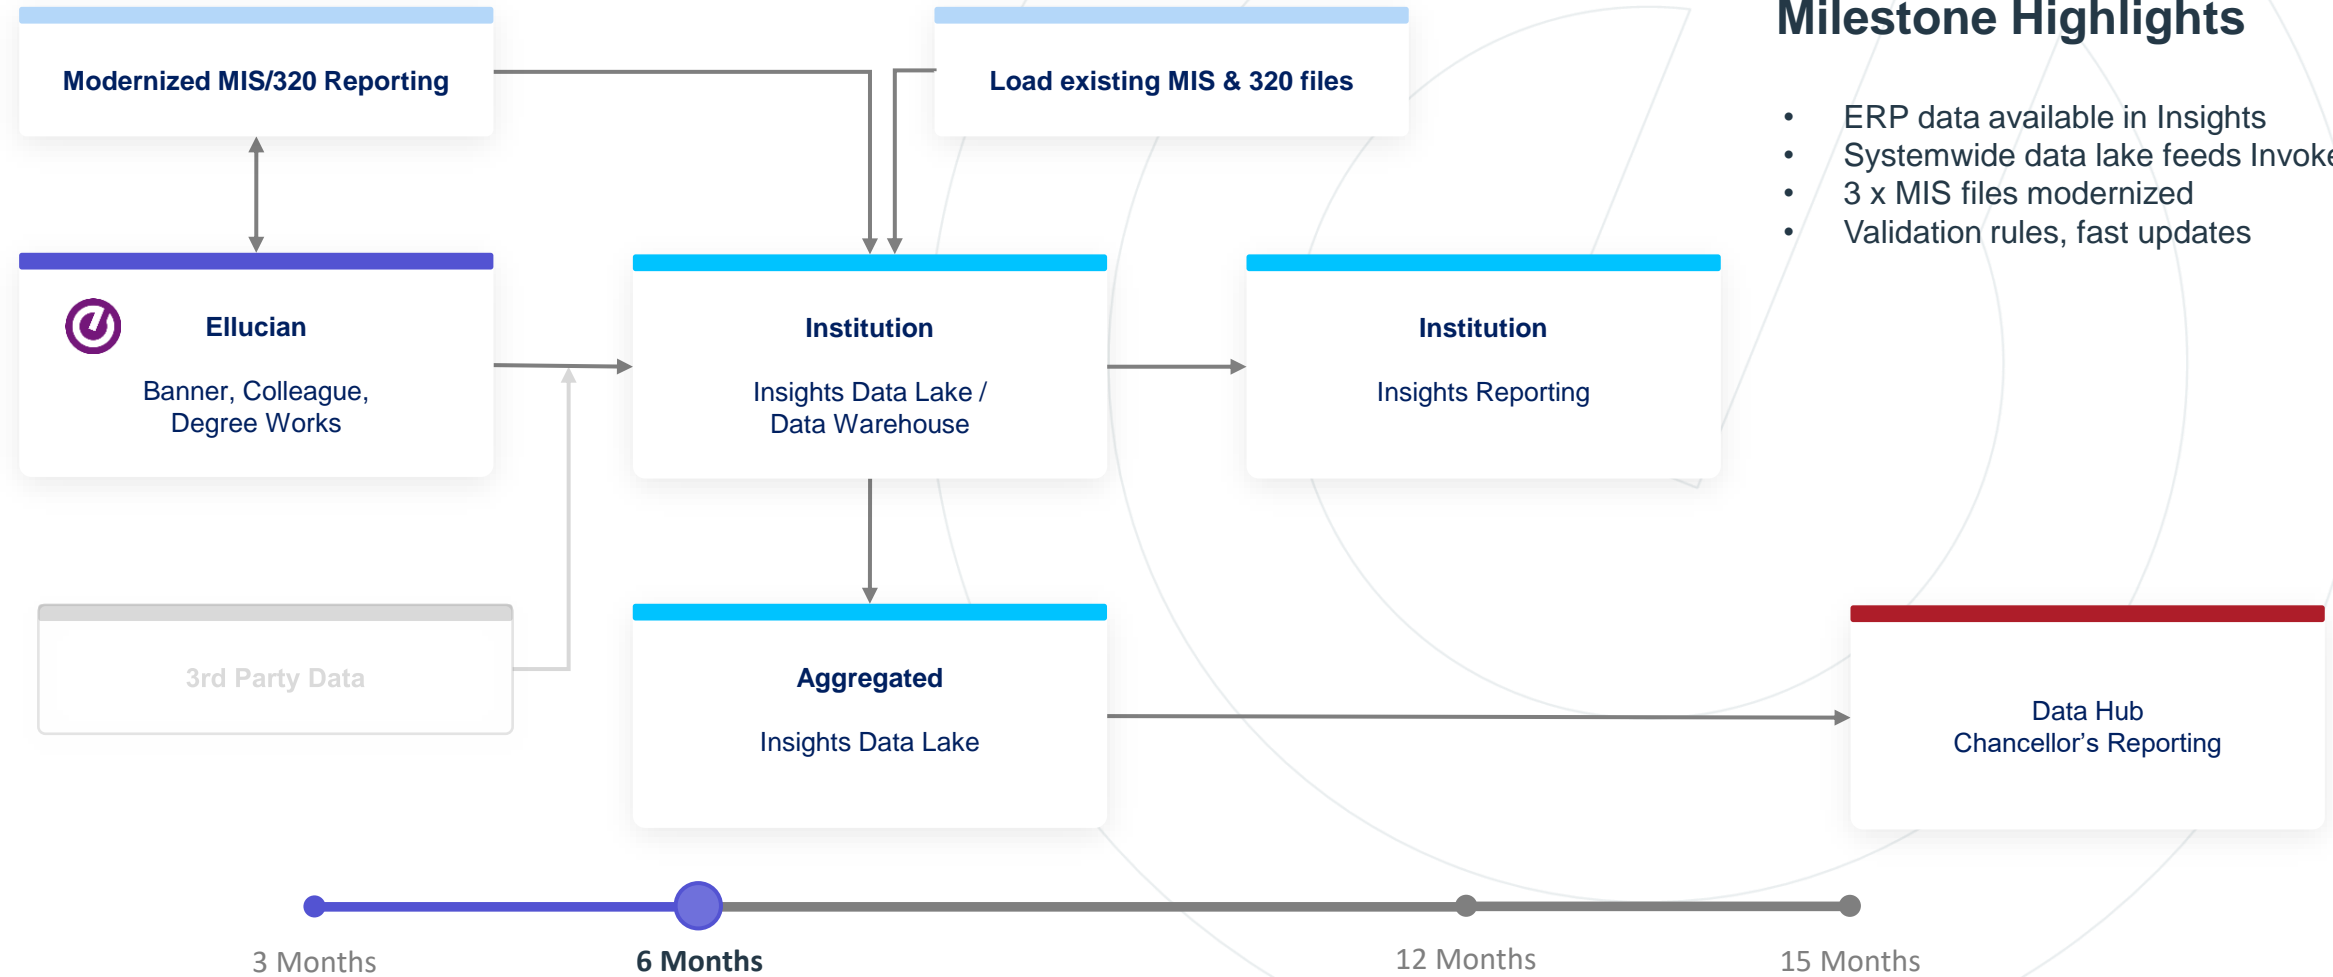 Milestone Highlights
Modernized MIS/320 Reporting
Load existing MIS & 320 files
• ERP data available in Insights
• Systemwide data lake feeds Invoke
• 3 x MIS files modernized
• Validation rules, fast updates
Ellucian
Banner, Colleague,
Degree Works
Institution
Insights Data Lake /
Data Warehouse
Institution
Insights Reporting
3rd Party Data
Aggregated
Insights Data Lake
Data Hub
Chancellor’s Reporting
3 Months
6 Months
12 Months
15 Months